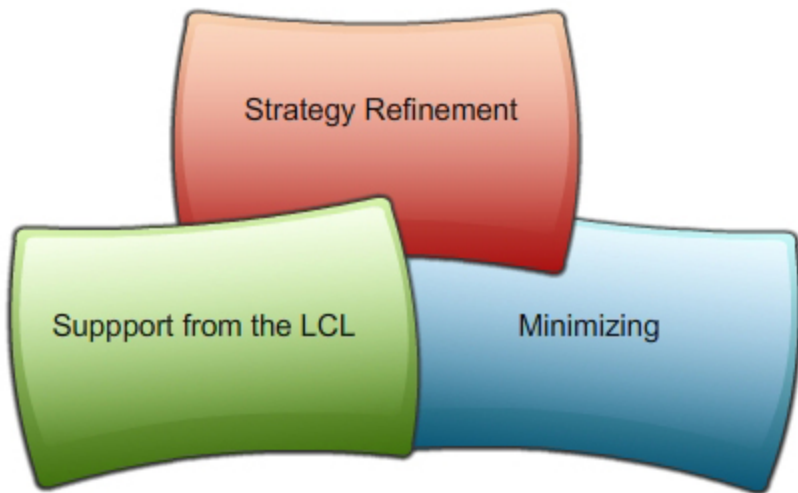 Strategy Refinement
Suppport from the LCL
Minimizing